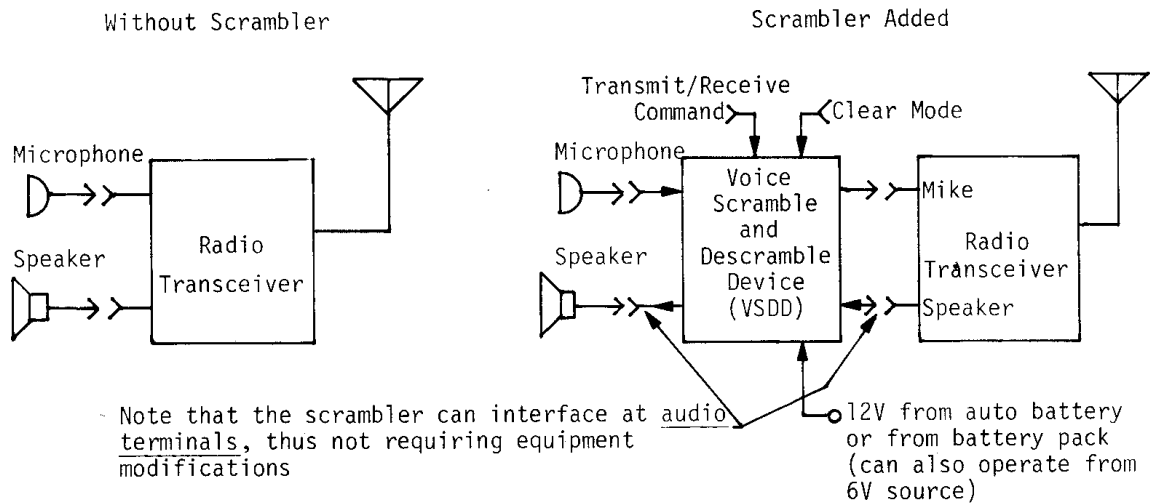 Without Scrambler
Microphone
Speaker
Radio
Transceiver
Scrambler Added
Transmit/Receive
Command
Clear Mode
Microphone
Speaker
Voice
Scramble
and
Descramble
Device
(VSDD)
Mike
Radio
Transceiver
Speaker
Note that the scrambler can interface at audio
terminals, thus not requiring equipment
modifications
12V from auto battery
or from battery pack
(can also operate from
6V source)